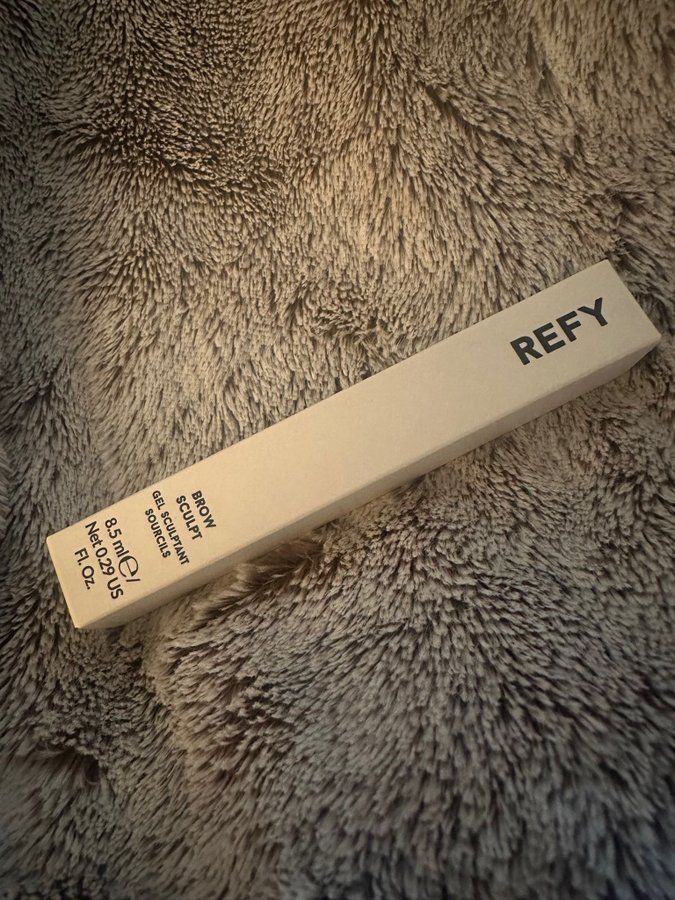 REFY
BROW
SCULPT
GEL SCULPTANT
SOURCILS
8.5 ml ℮/
Net 0.29 US
Fl. Oz.